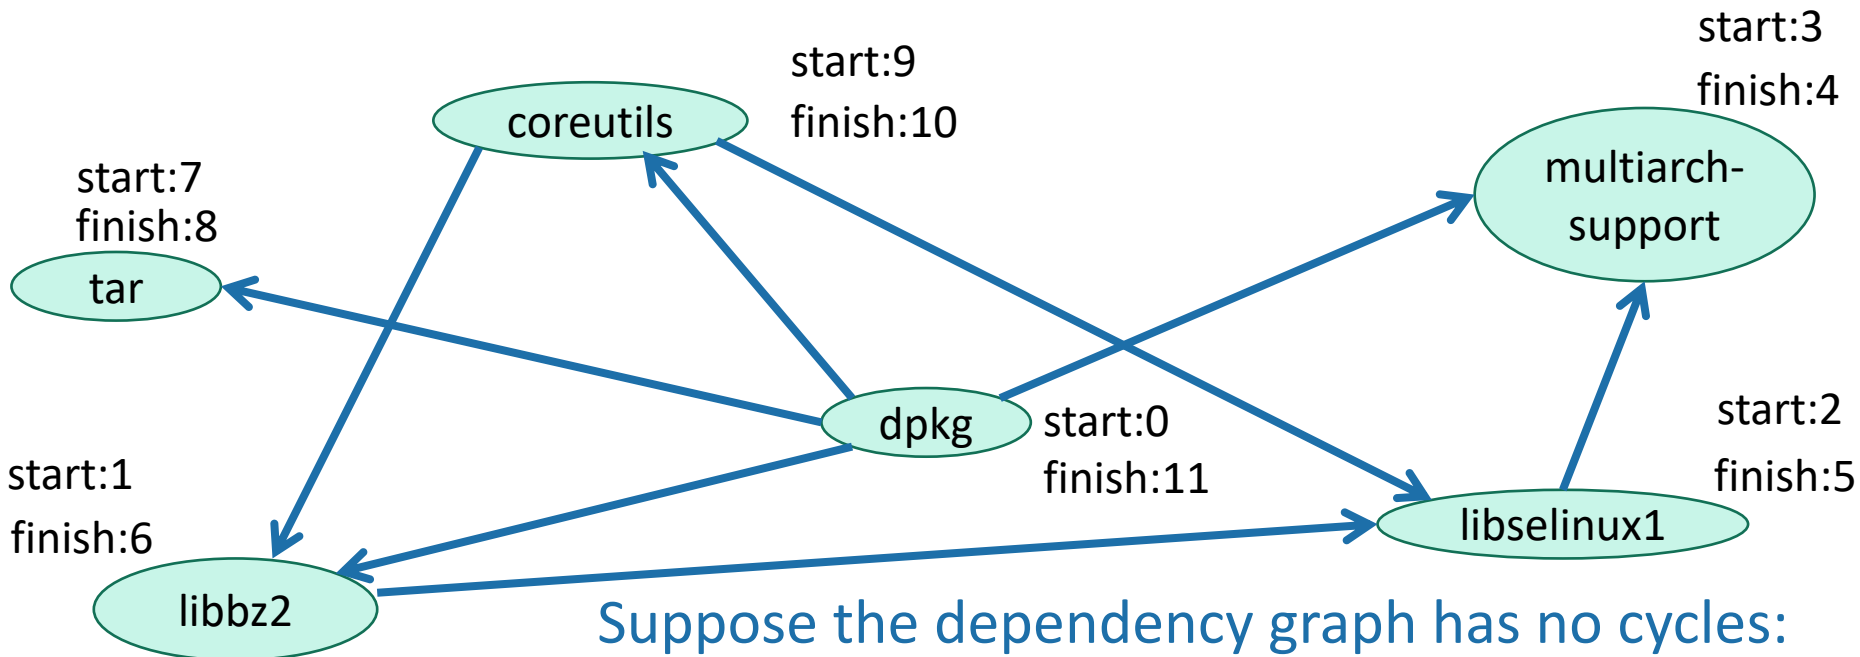 start:3
finish:4
start:9
finish:10
coreutils
multiarch-
support
start:7
finish:8
tar
dpkg
start:0
finish:11
start:2
finish:5
libselinux1
start:1
finish:6
libbz2
Suppose the dependency graph has no cycles: